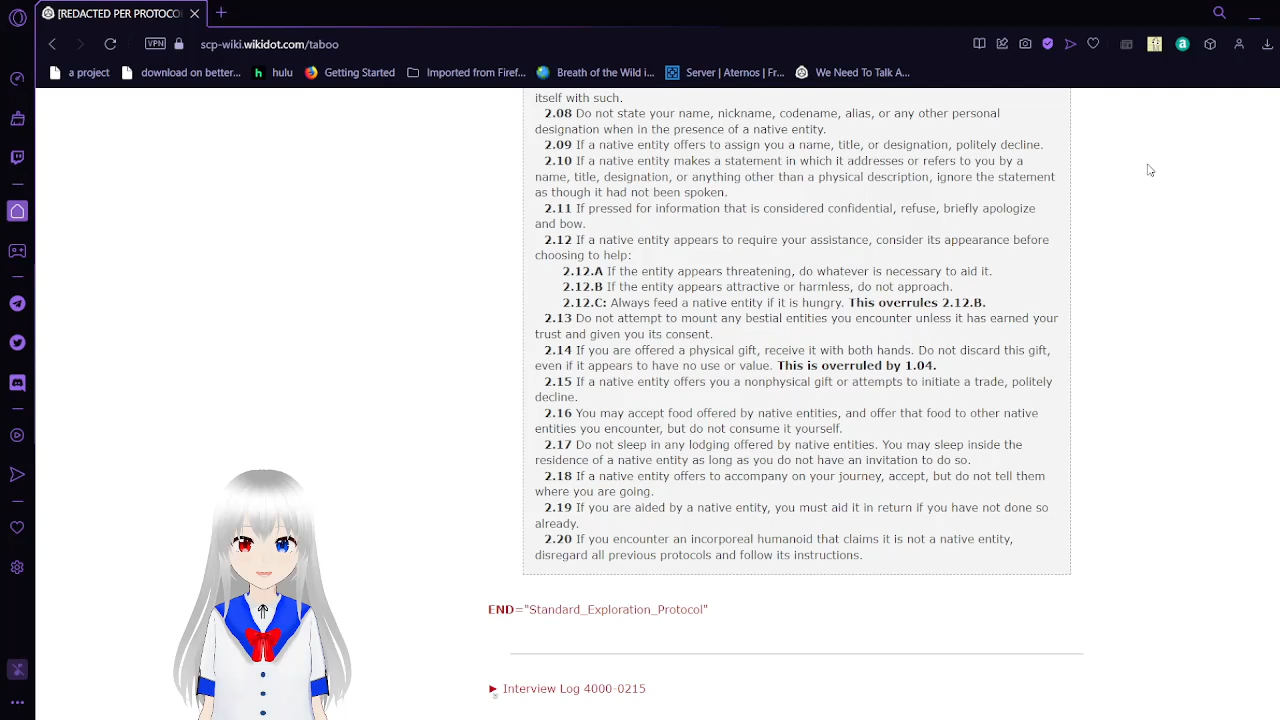 [REDACTED PER PROTOCO
VPN
scp-wiki.wikidot.com/taboo
a project
download on better...
hulu
Getting Started
Imported from Firef...
Breath of the Wild i...
Server | Aternos | Fr...
We Need To Talk A...
itself with such.
2.08 Do not state your name, nickname, codename, alias, or any other personal
designation when in the presence of a native entity.
2.09 If a native entity offers to assign you a name, title, or designation, politely decline.
2.10 If a native entity makes a statement in which it addresses or refers to you by a
name, title, designation, or anything other than a physical description, ignore the statement
as though it had not been spoken.
2.11 If pressed for information that is considered confidential, refuse, briefly apologize
and bow.
2.12 If a native entity appears to require your assistance, consider its appearance before
choosing to help:
2.12.A If the entity appears threatening, do whatever is necessary to aid it.
2.12.B If the entity appears attractive or harmless, do not approach.
2.12.C: Always feed a native entity if it is hungry. This overrules 2.12.B.
2.13 Do not attempt to mount any bestial entities you encounter unless it has earned your
trust and given you its consent.
2.14 If you are offered a physical gift, receive it with both hands. Do not discard this gift,
even if it appears to have no use or value. This is overruled by 1.04.
2.15 If a native entity offers you a nonphysical gift or attempts to initiate a trade, politely
decline.
2.16 You may accept food offered by native entities, and offer that food to other native
entities you encounter, but do not consume it yourself.
2.17 Do not sleep in any lodging offered by native entities. You may sleep inside the
residence of a native entity as long as you do not have an invitation to do so.
2.18 If a native entity offers to accompany on your journey, accept, but do not tell them
where you are going.
2.19 If you are aided by a native entity, you must aid it in return if you have not done so
already.
2.20 If you encounter an incorporeal humanoid that claims it is not a native entity,
disregard all previous protocols and follow its instructions.
END="Standard_Exploration_Protocol"
▶ Interview Log 4000-0215